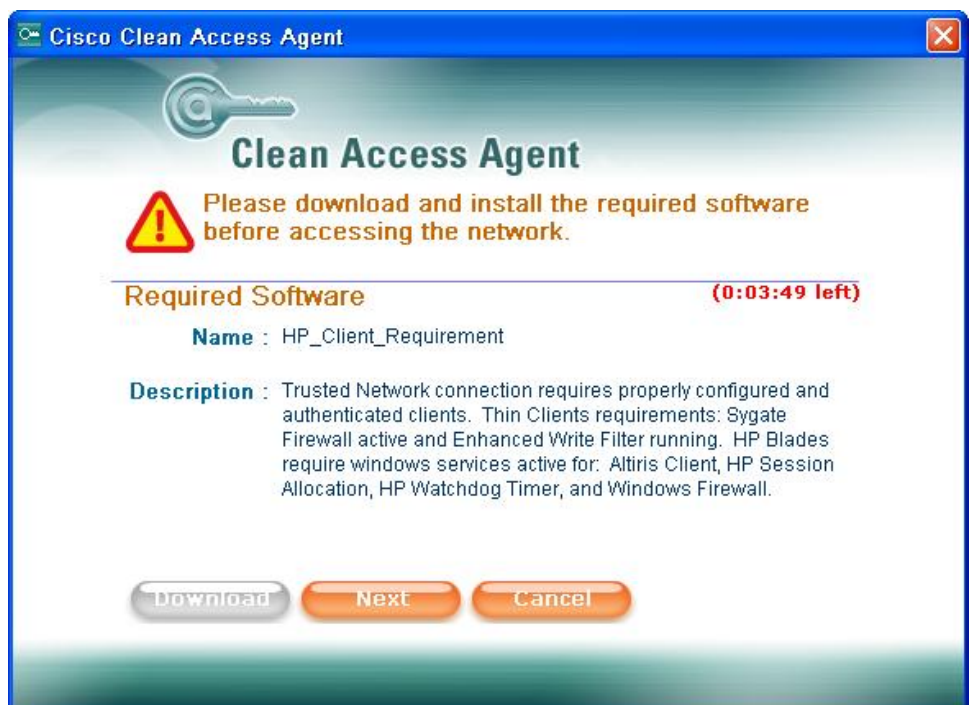 Cisco Clean Access Agent
Clean Access Agent
Please download and install the required software
before accessing the network.
Required Software (0:03:49 left)
Name : HP_Client_Requirement
Description : Trusted Network connection requires properly configured and
authenticated clients. Thin Clients requirements: Sygate
Firewall active and Enhanced Write Filter running. HP Blades
require windows services active for: Altiris Client, HP Session
Allocation, HP Watchdog Timer, and Windows Firewall.
Download Next Cancel